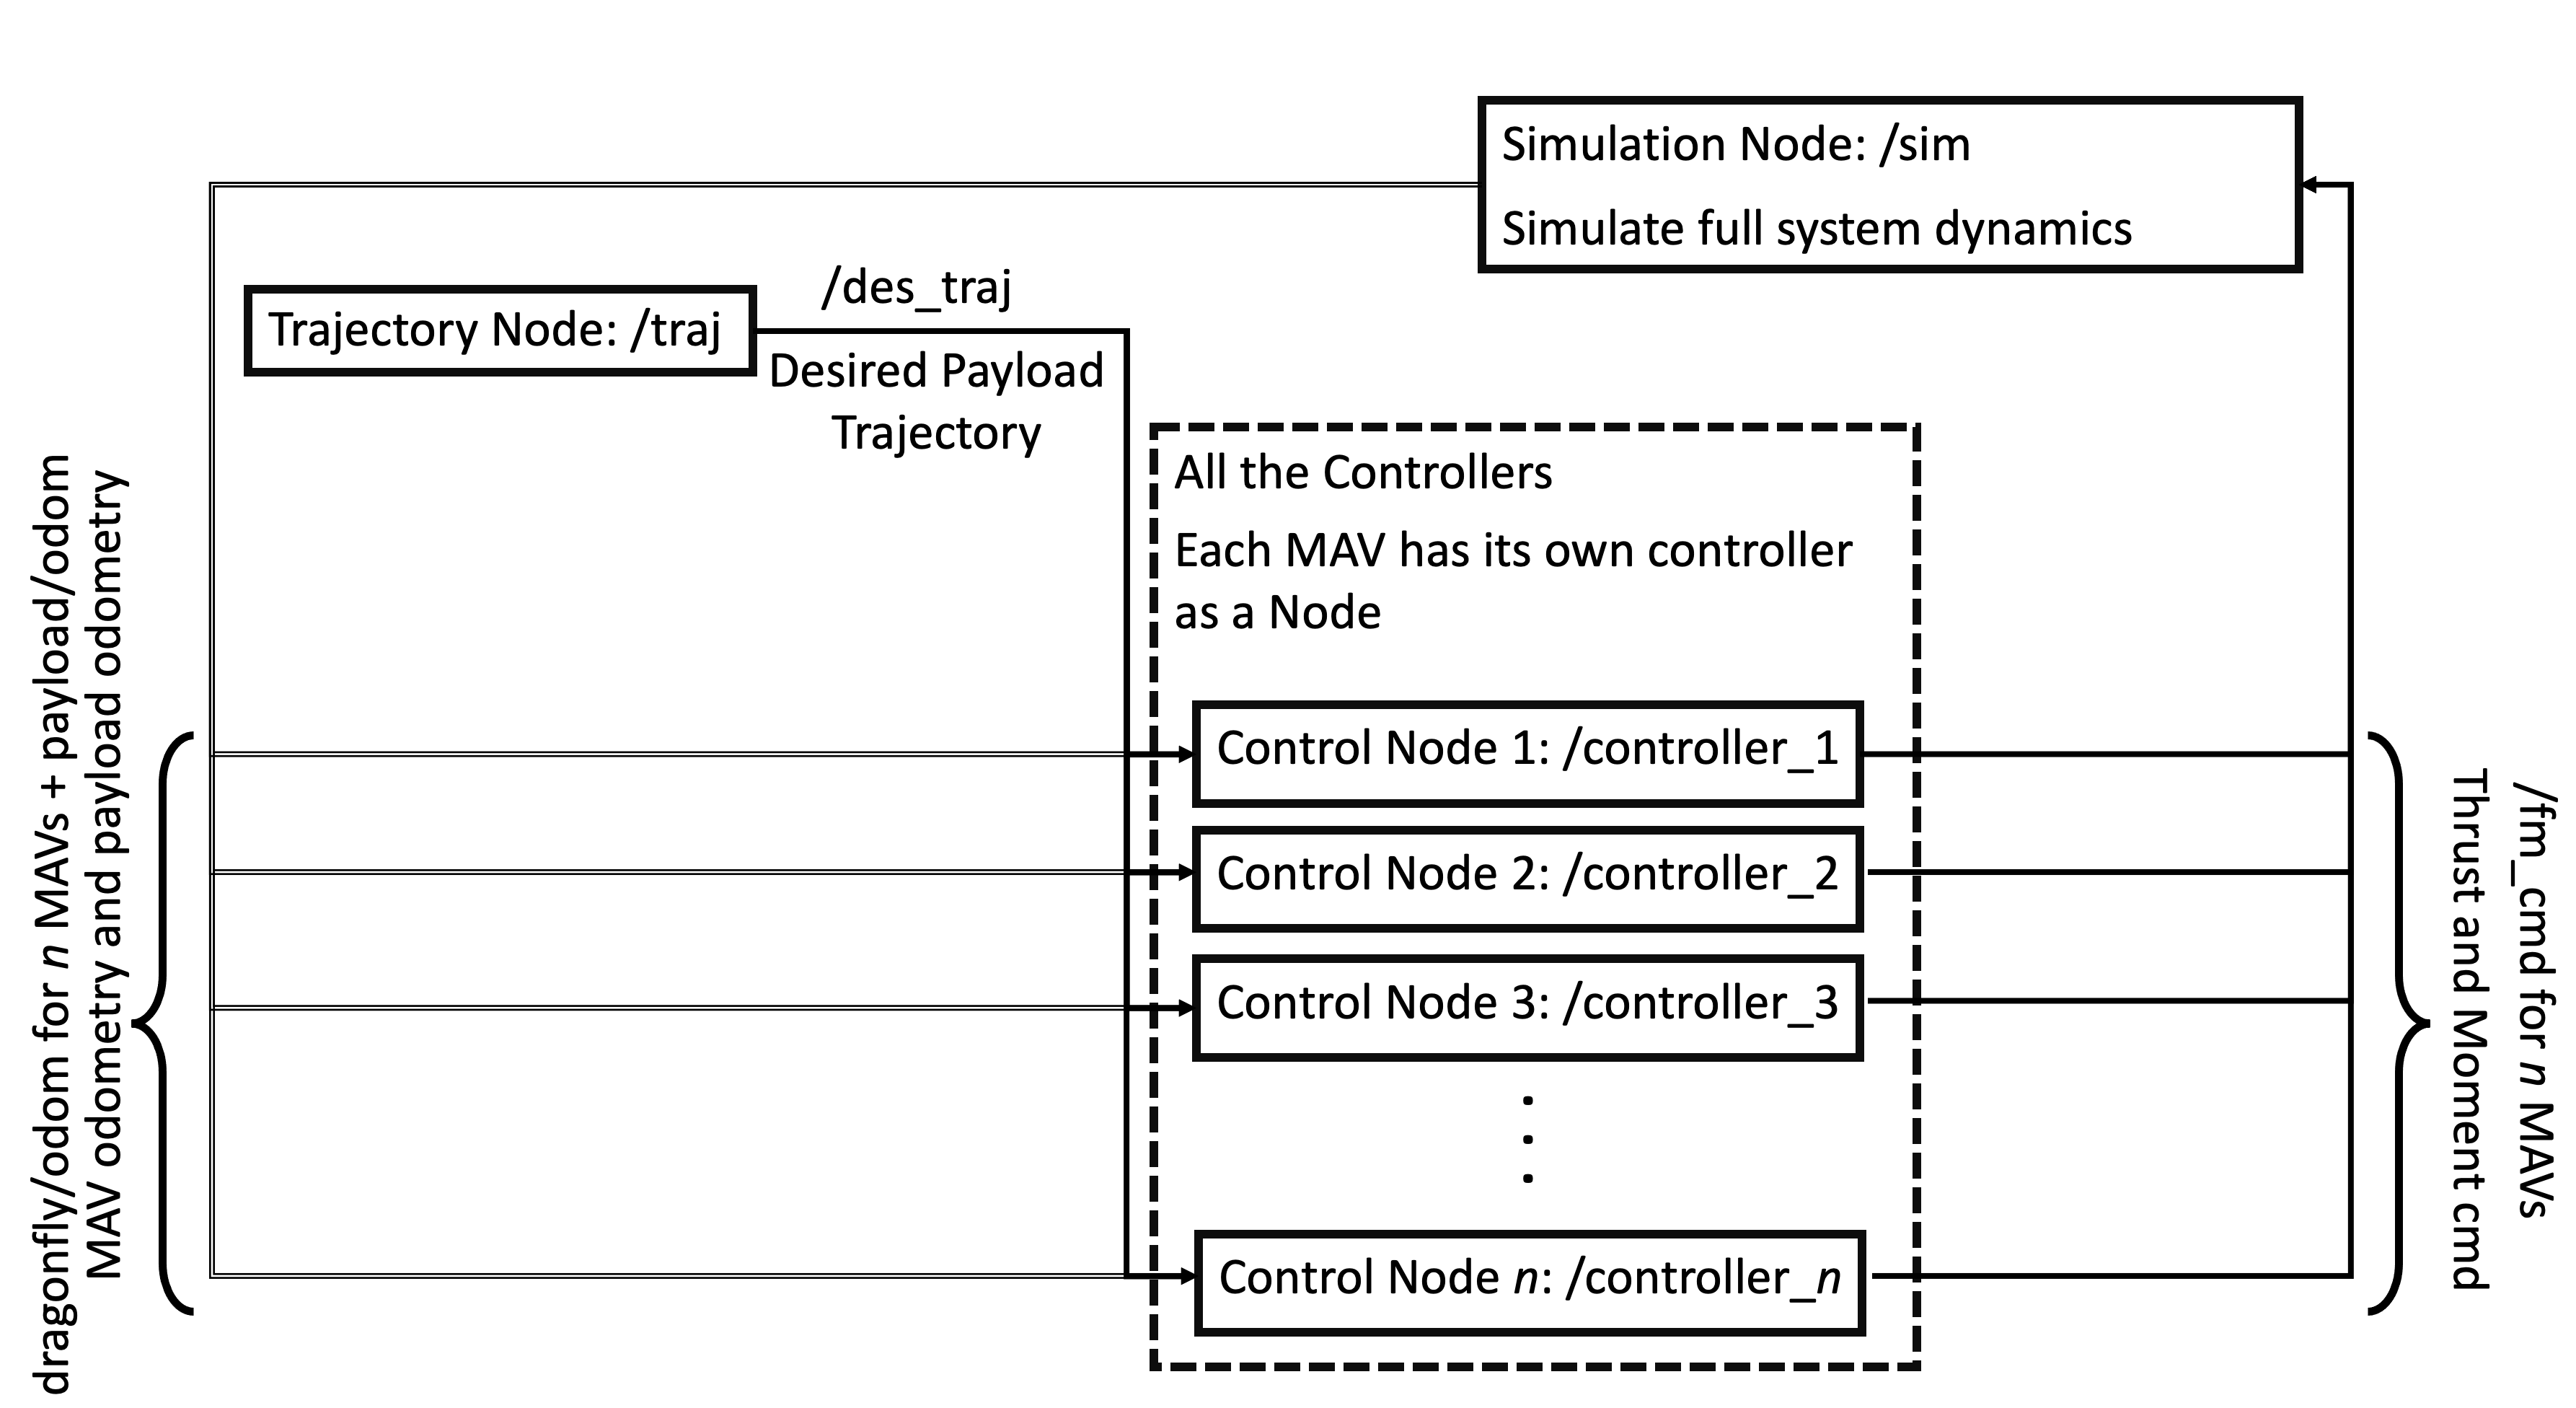 Simulation Node: /sim
Simulate full system dynamics
/des_traj
Trajectory Node: /traj
Desired Payload
Trajectory
All the Controllers
Each MAV has its own controller
as a Node
dragonfly/odom for n MAVs + payload/odom
MAV odometry and payload odometry
Control Node 1: /controller_1
Control Node 2: /controller_2
Control Node 3: /controller_3
.
.
.
Control Node n: /controller_n
/fm_cmd for n MAVs
Thrust and Moment cmd